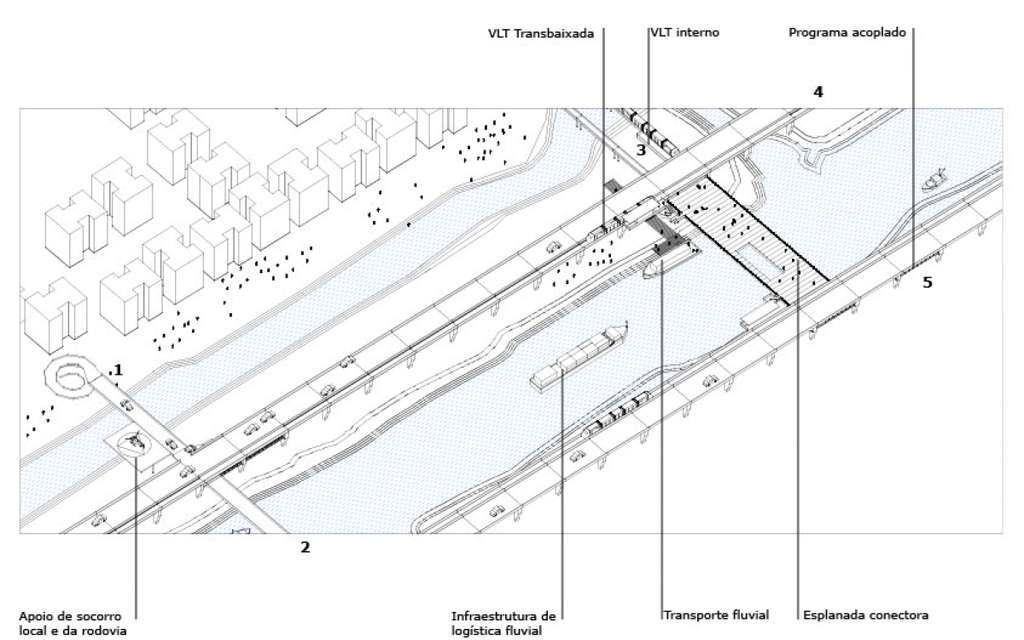 VLT Transbaixada
VLT interno
Programa acoplado
4
3
5
1
2
Apoio de socorro
local e da rodovia
Infraestrutura de
logística fluvial
Transporte fluvial
Esplanada conectora